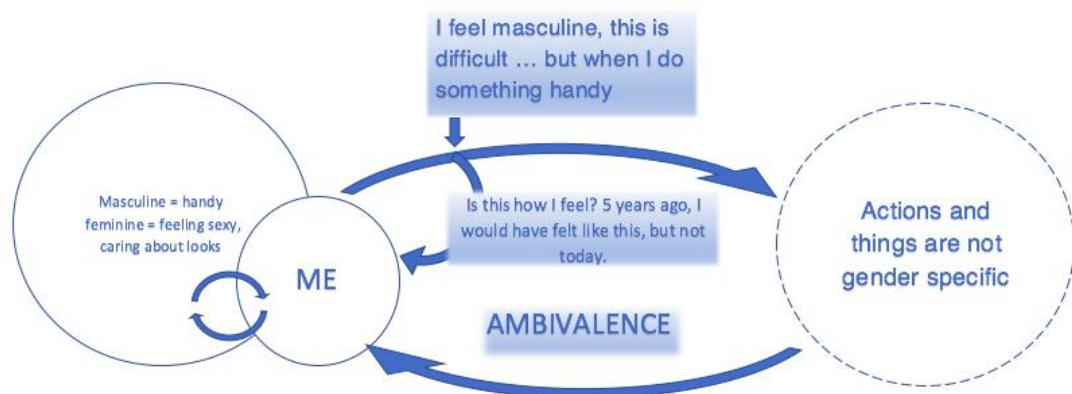 I feel masculine, this is
difficult ... but when I do
something handy
Masculine = handy
feminine = feeling sexy,
caring about looks
ME
Is this how I feel? 5 years ago, I
would have felt like this, but not
today.
AMBIVALENCE
Actions and
things are not
gender specific